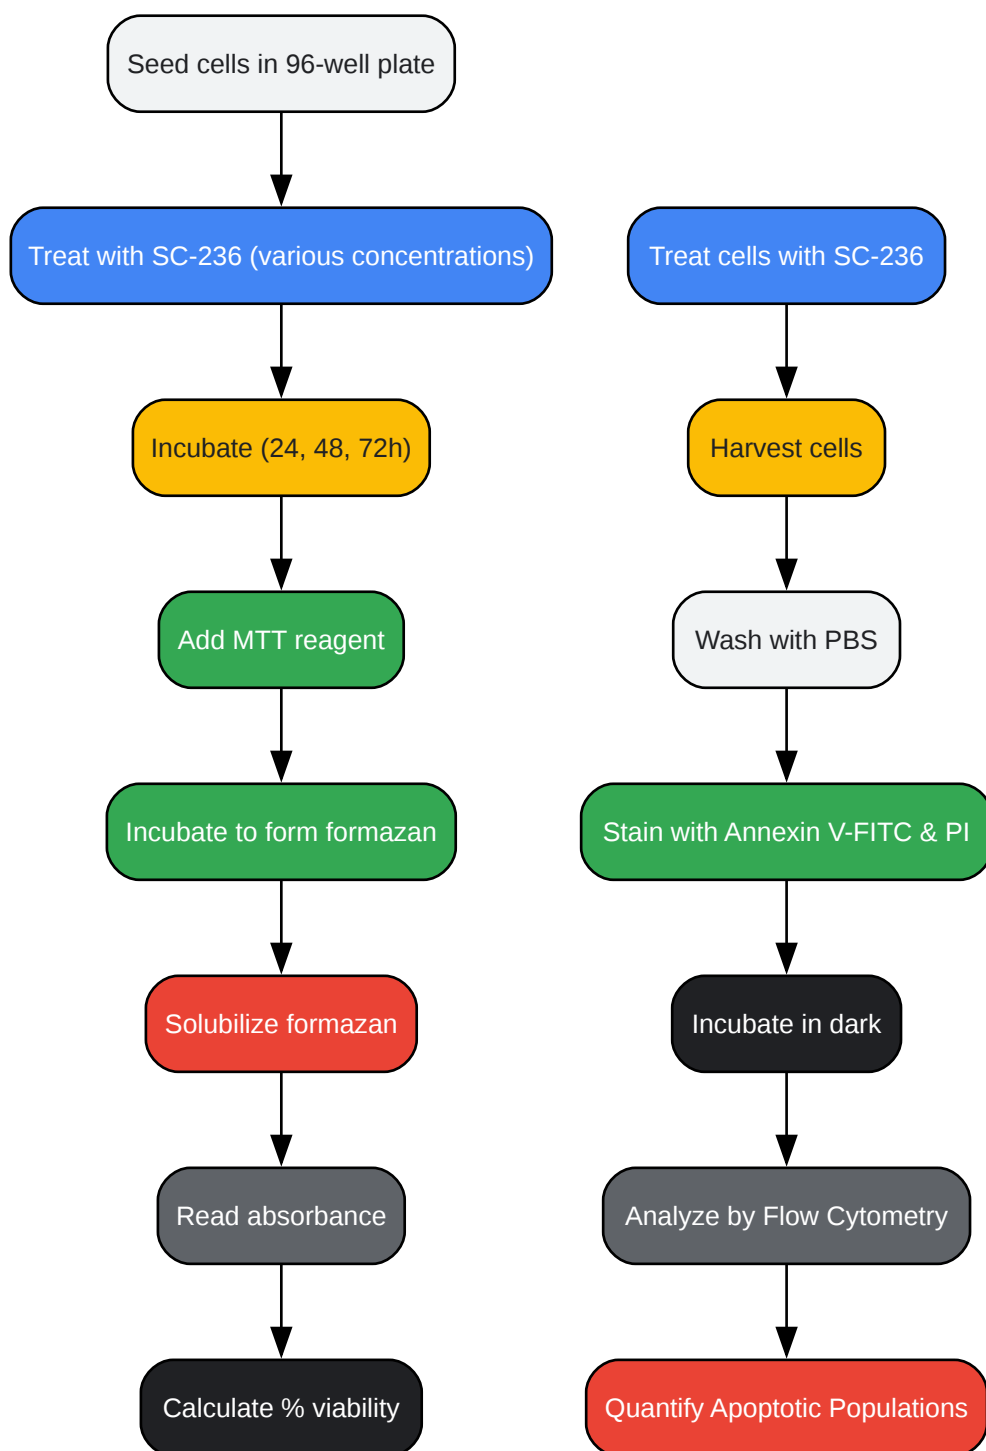 Seed cells in 96-well plate
Treat with SC-236 (various concentrations)
Incubate (24, 48, 72h)
Add MTT reagent
Incubate to form formazan
Solubilize formazan
Read absorbance
Calculate % viability
Treat cells with SC-236
Harvest cells
Wash with PBS
Stain with Annexin V-FITC & PI
Incubate in dark
Analyze by Flow Cytometry
Quantify Apoptotic Populations